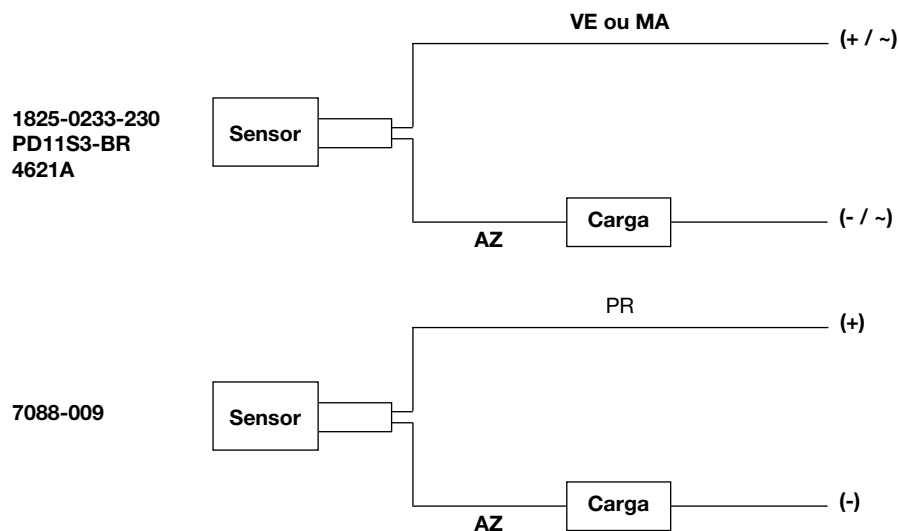 VE ou MA
(+ / ~)
1825-0233-230
PD11S3-BR
4621A
Sensor
Carga
(- / ~)
AZ
PR
(+)
7088-009
Sensor
Carga
(-)
AZ